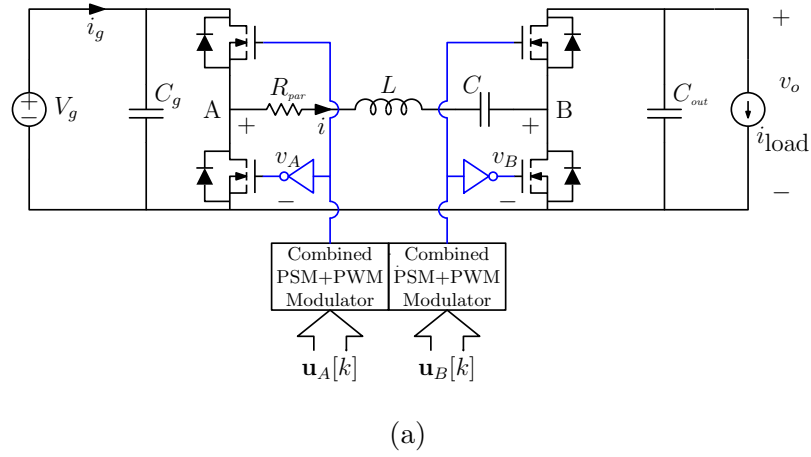 i_g
+
V_g
C_g
A
R_par
L
C
B
C_out
v_o
+
i
+
i_load
v_A
v_B
−
−
−
+
−
Combined
PSM+PWM
Modulator
Combined
PSM+PWM
Modulator
u_A[k]
u_B[k]
(a)